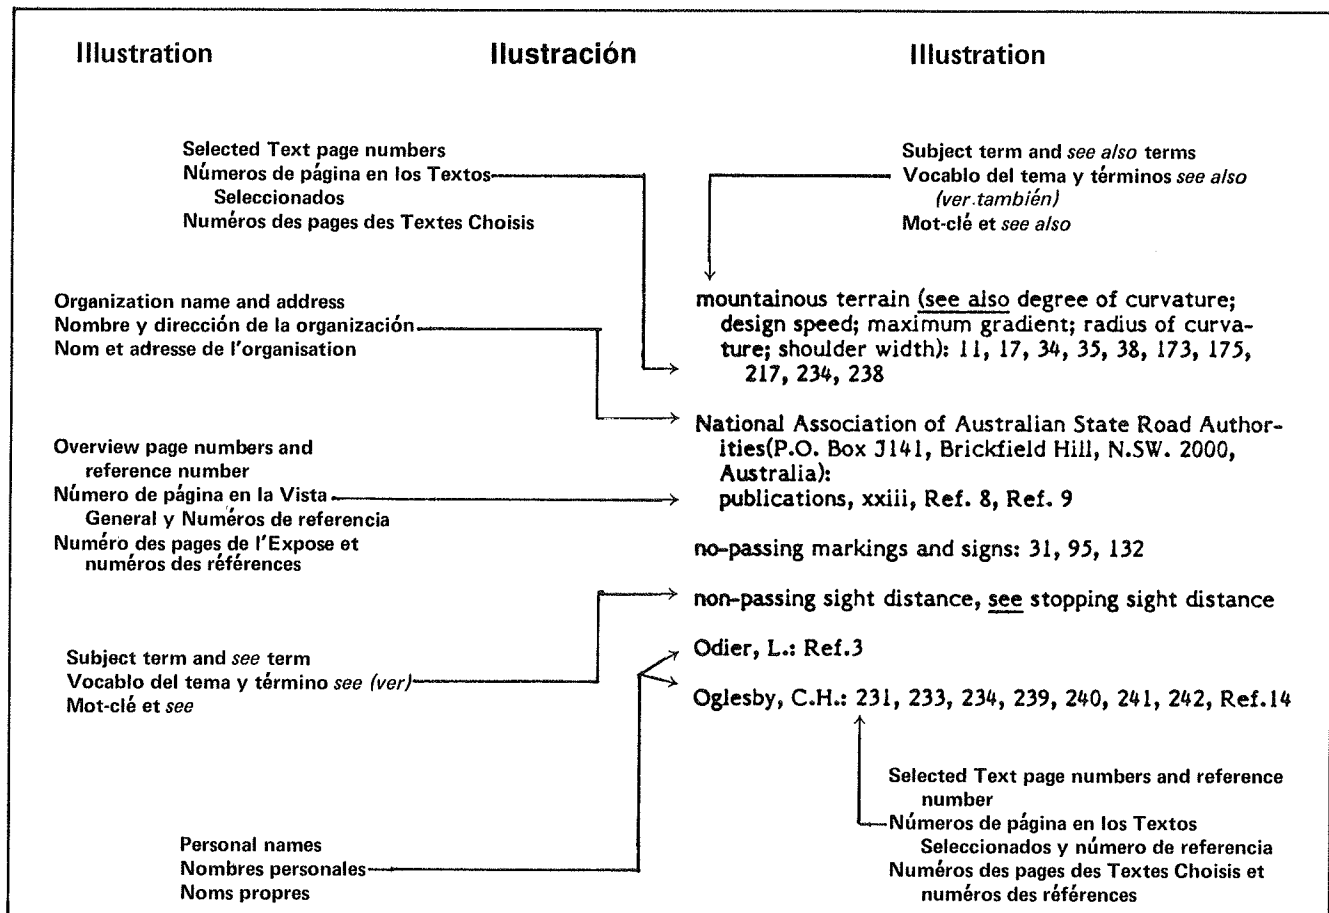 Illustration Ilustración Illustration
Selected Text page numbers
Números de página en los Textos
Seleccionados
Numéros des pages des Textes Choisis
Subject term and see also terms
Vocablo del tema y términos see also
(ver también)
Mot-clé et see also
Organization name and address
Nombre y dirección de la organización
Nom et adresse de l'organisation
mountainous terrain (see also degree of curvature;
design speed; maximum gradient; radius of curva-
ture; shoulder width): 11, 17, 34, 35, 38, 173, 175,
217, 234, 238
National Association of Australian State Road Author-
ities(P.O. Box J141, Brickfield Hill, N.SW. 2000,
Australia):
publications, xxiii, Ref. 8, Ref. 9
Overview page numbers and
reference number
Número de página en la Vista
General y Numéros de referencia
Numéro des pages de l'Expose et
numéros des références
no-passing markings and signs: 31, 95, 132
non-passing sight distance, see stopping sight distance
Subject term and see term
Vocablo del tema y término see (ver)
Mot-clé et see
Odier, L.: Ref.3
Oglesby, C.H.: 231, 233, 234, 239, 240, 241, 242, Ref.14
Personal names
Nombres personales
Noms propres
Selected Text page numbers and reference
number
Números de página en los Textos
Seleccionados y número de referencia
Numéros des pages des Textes Choisis et
numéros des références